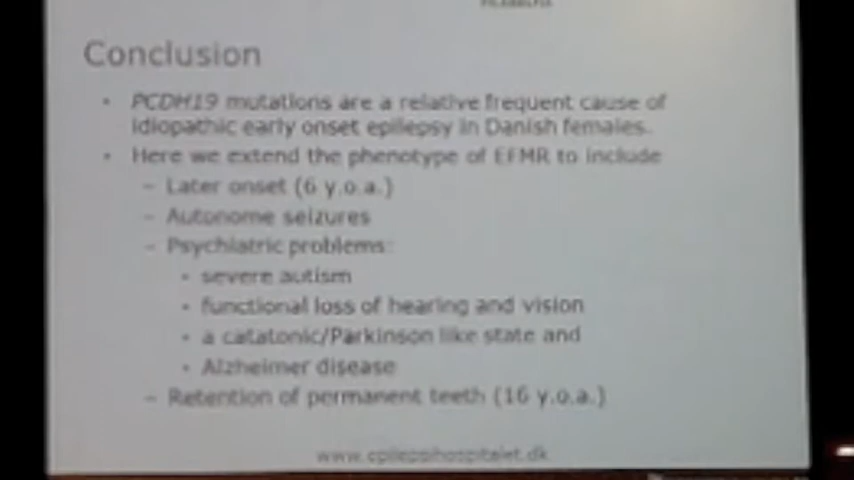 Conclusion
• PCDH19 mutations are a relative frequent cause of
idiopathic early onset epilepsy in Danish females.
• Here we extend the phenotype of EFMR to include
– Later onset (6 y.o.a.)
– Autonome seizures
– Psychiatric problems:
• severe autism
• functional loss of hearing and vision
• a catatonic/Parkinson like state and
• Alzheimer disease
– Retention of permanent teeth (16 y.o.a.)
www.epilepsihospitalet.dk